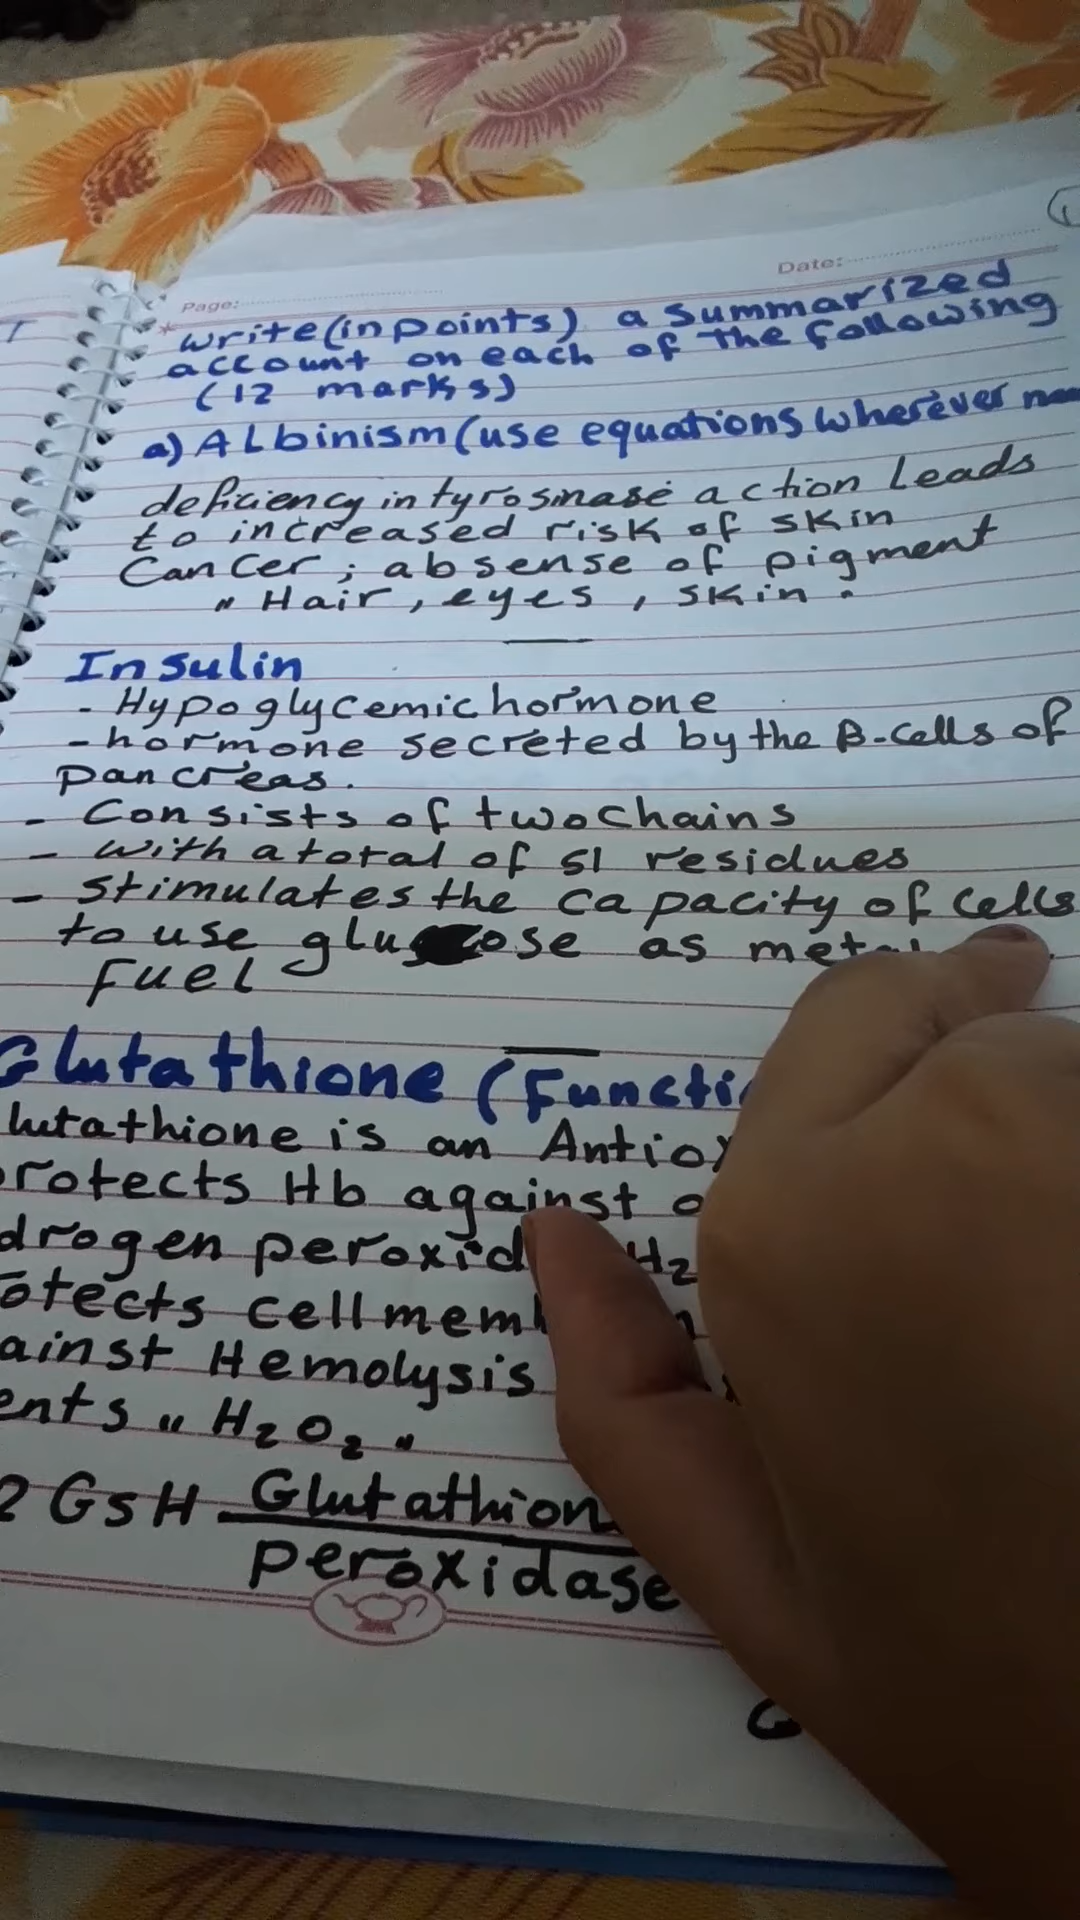 Date:
Page:
* write (in points) a summarized
account on each of the following
(12 marks)
a) ALbinism (use equations wherever
deficiency in tyrosinase action Leads
to increased risk of skin
Cancer ; absense of pigment
" Hair, eyes, skin.
Insulin
- Hypoglycemic hormone
- hormone secreted by the B-cells of
pancreas.
- Consists of two chains
- with a total of 51 residues
- stimulates the capacity of cells
to use glucose as
Fuel
Glutathione (Functi
lutathione is an Antiox
rotects Hb against o
drogen peroxid H2
otects cell mem
ainst Hemolysis
ents " H2O2 "
2 GSH Glutathion
peroxidase
G